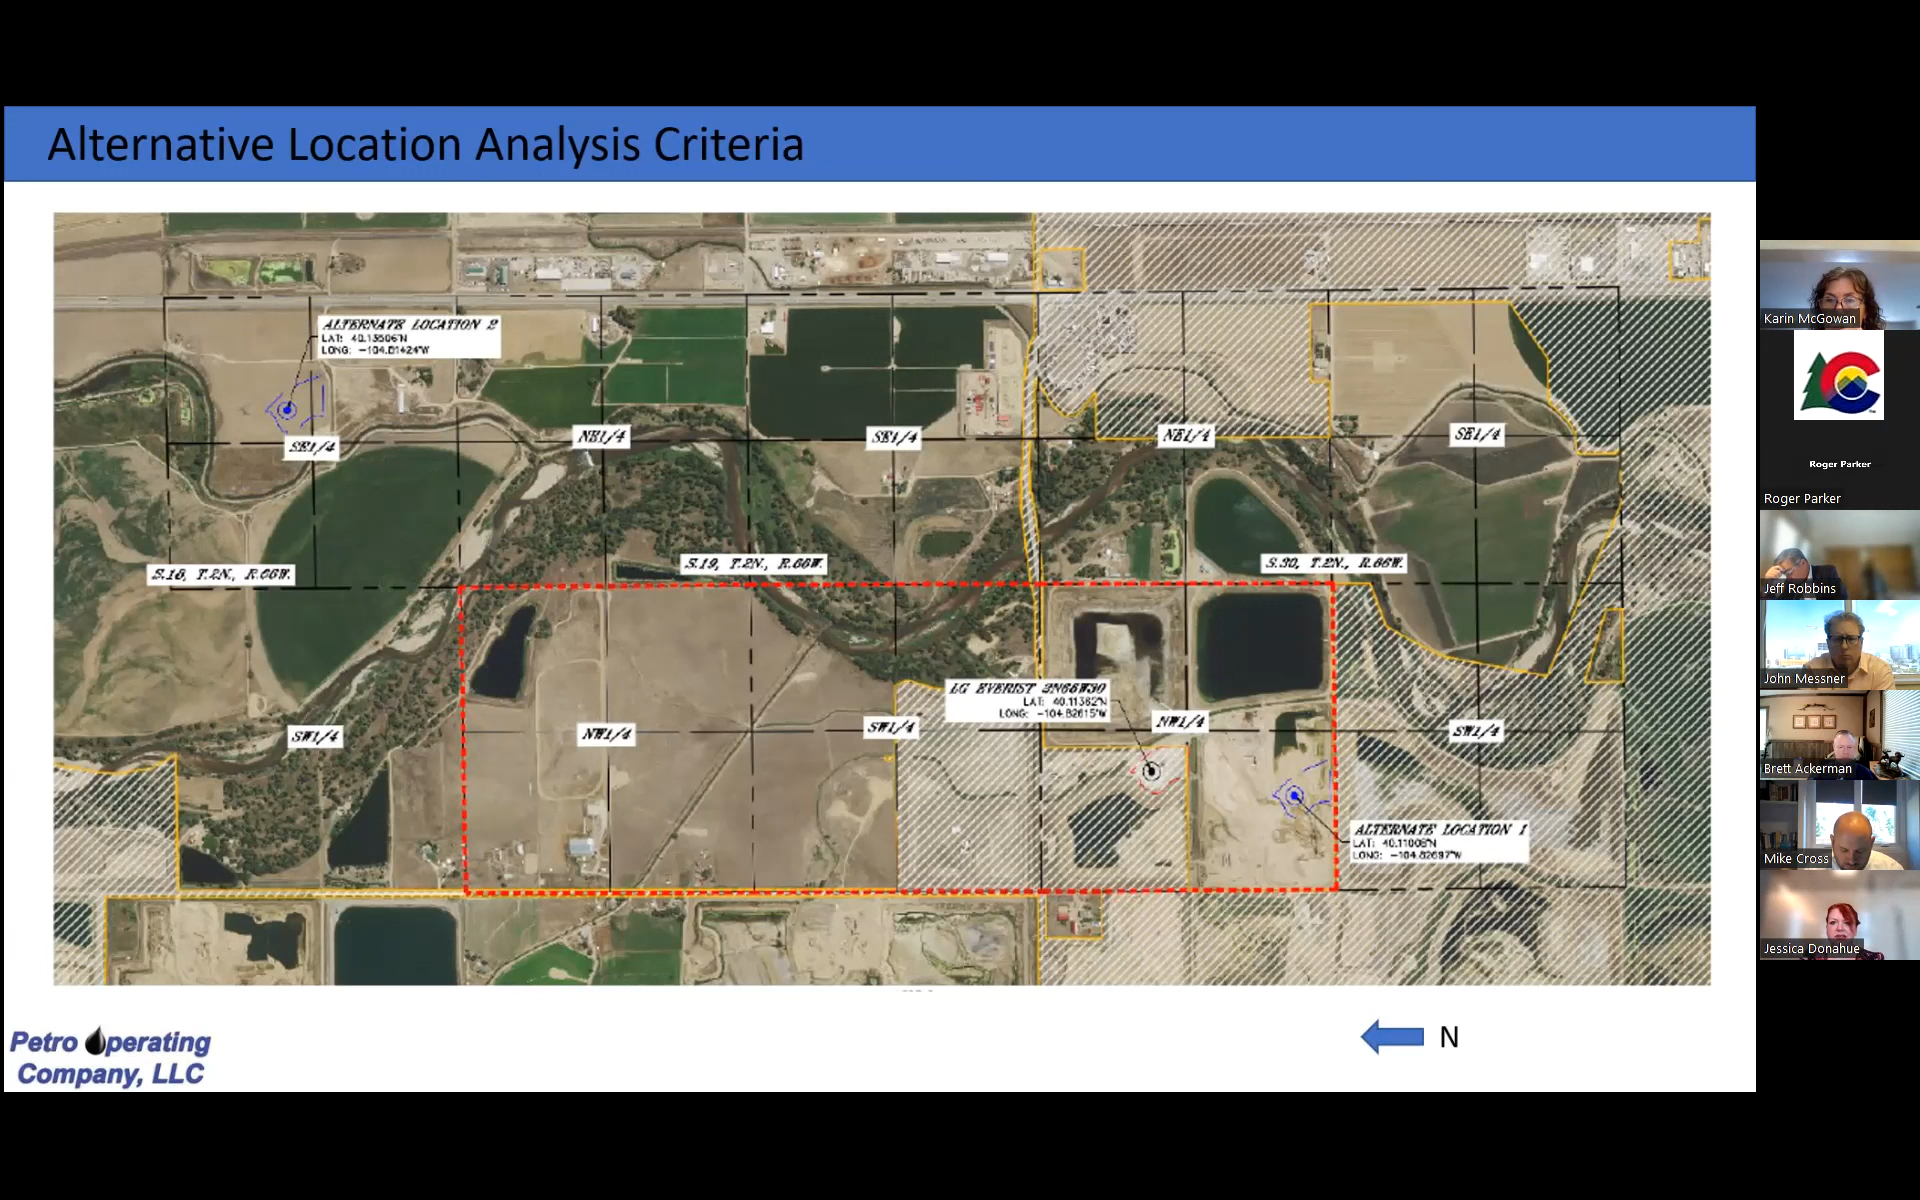 Alternative Location Analysis Criteria
ALTERNATE LOCATION 2
LAT: 40.13506°N
LONG: -104.81424°W
SE1/4
NE1/4
SE1/4
NE1/4
SE1/4
S.18, T.2N., R.66W.
S.19, T.2N., R.66W.
S.30, T.2N., R.66W.
LG EVERIST 2N66W30
LAT: 40.11362°N
LONG: -104.82615°W
SW1/4
NW1/4
SW1/4
NW1/4
SW1/4
ALTERNATE LOCATION 1
LAT: 40.11008°N
LONG: -104.82697°W
Petro Operating
Company, LLC
N
Karin McGowan
Roger Parker
Roger Parker
Jeff Robbins
John Messner
Brett Ackerman
Mike Cross
Jessica Donahue